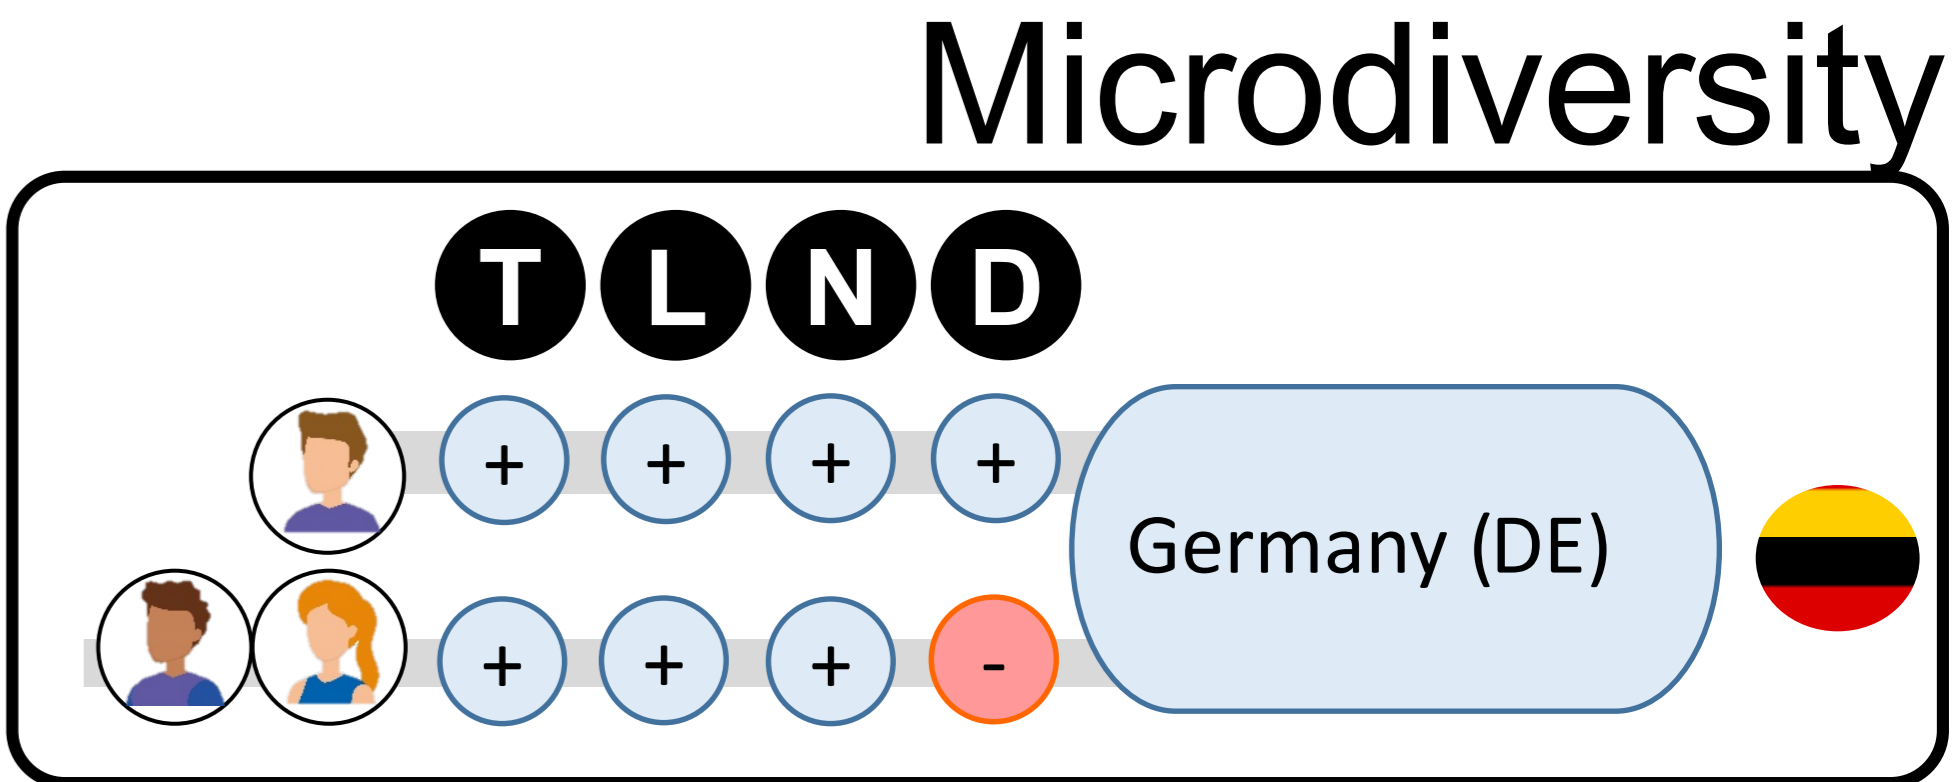 Microdiversity
T L N D
+ + + +
Germany (DE)
+ + + -